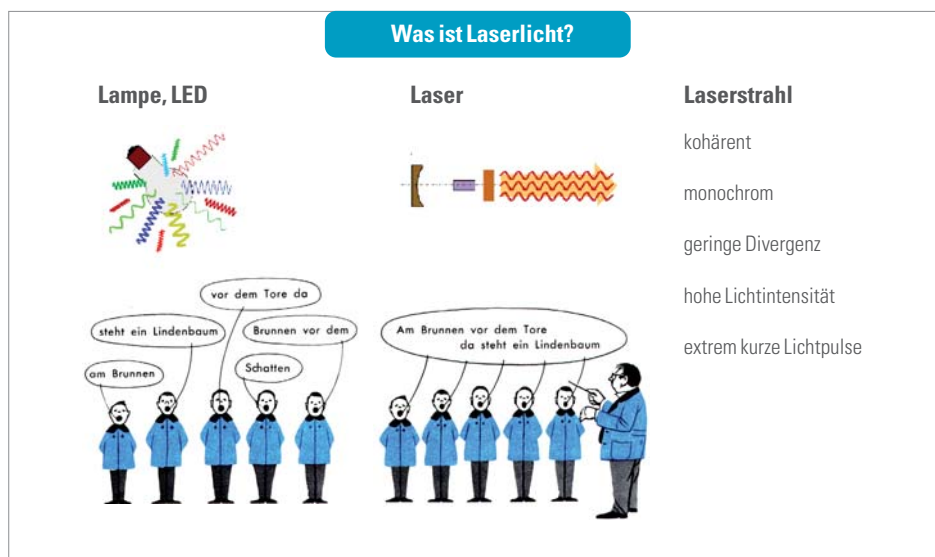 Was ist Laserlicht?
Lampe, LED
vor dem Tore da
steht ein Lindenbaum
Brunnen vor dem
am Brunnen
Schatten
Laser
Am Brunnen vor dem Tore
da steht ein Lindenbaum
Laserstrahl
kohärent
monochrom
geringe Divergenz
hohe Lichtintensität
extrem kurze Lichtpulse